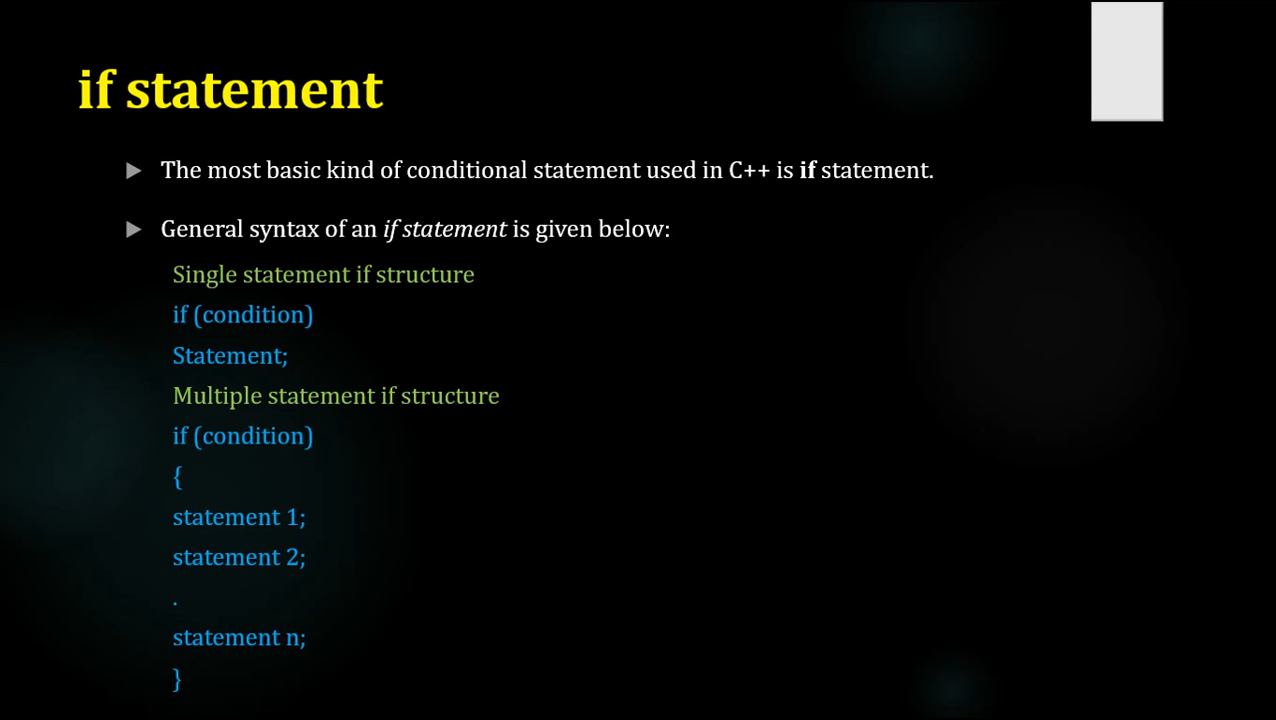 if statement
The most basic kind of conditional statement used in C++ is if statement.
General syntax of an if statement is given below:
Single statement if structure
if (condition)
Statement;
Multiple statement if structure
if (condition)
{
statement 1;
statement 2;
.
statement n;
}